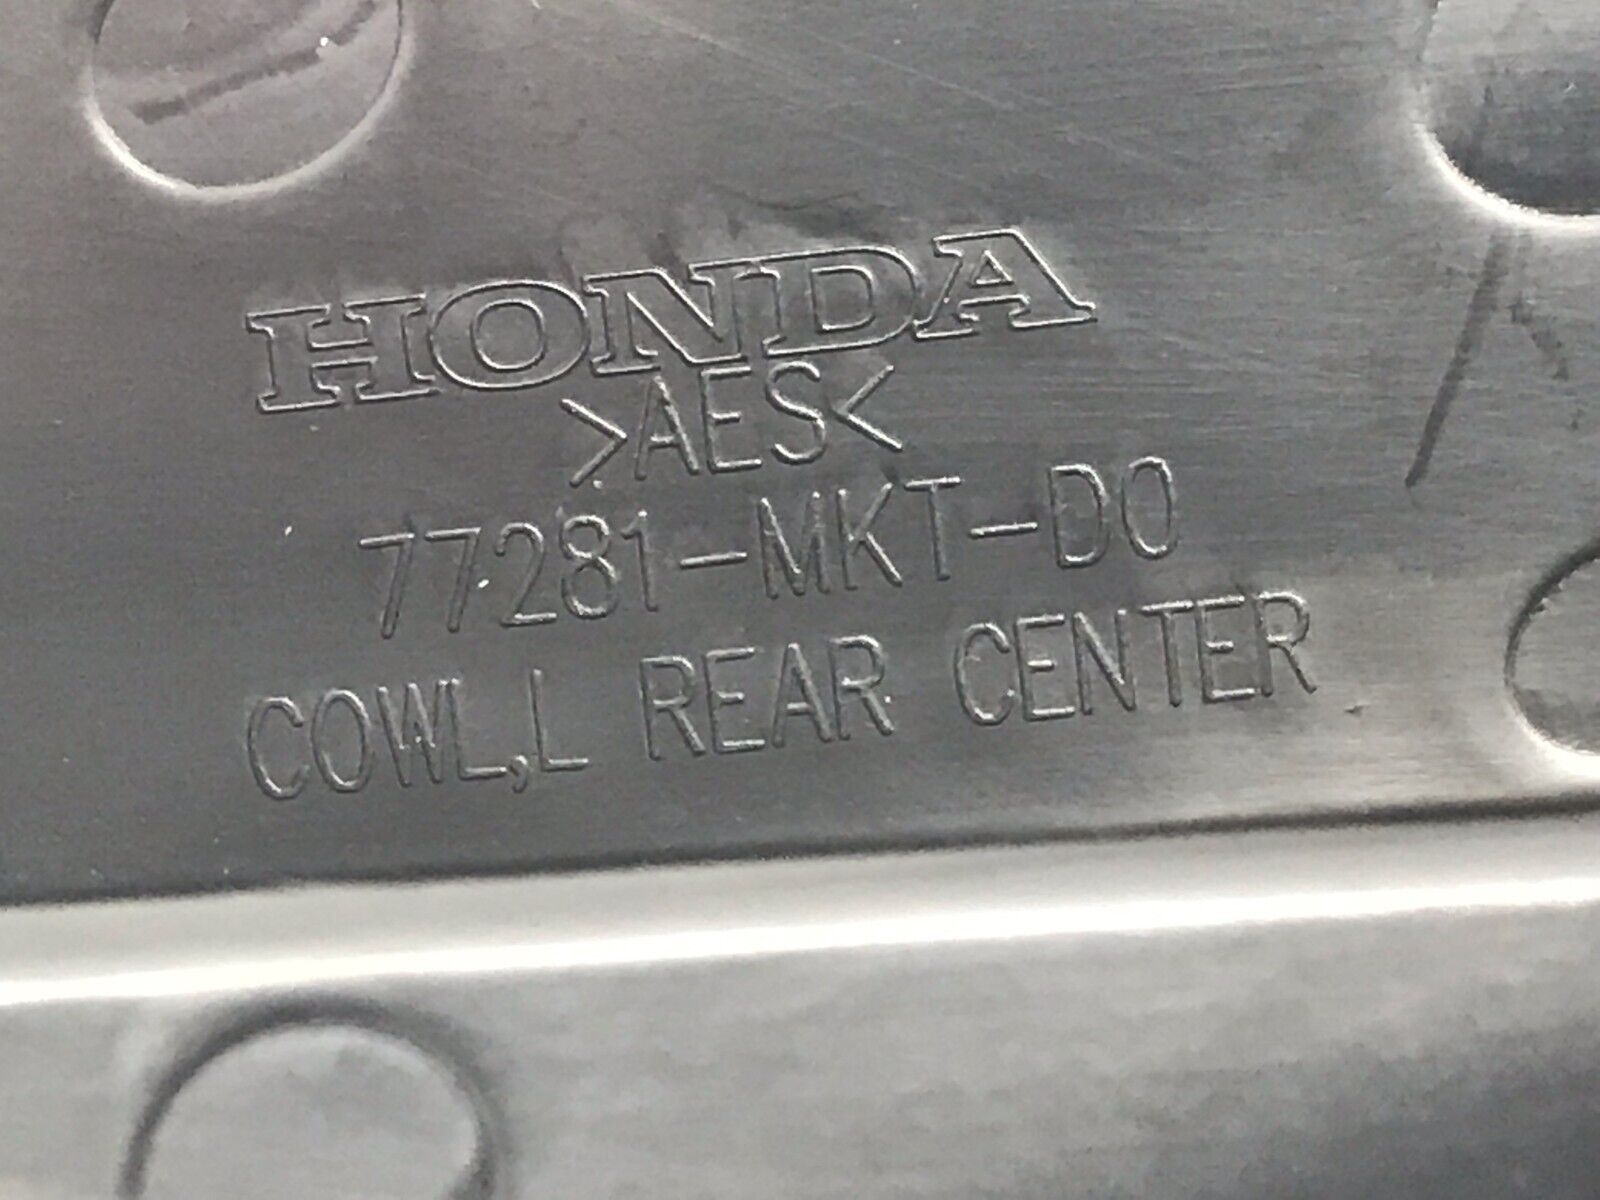 HONDA
>AES<
77281-MKT-D0
COWL,L REAR CENTER